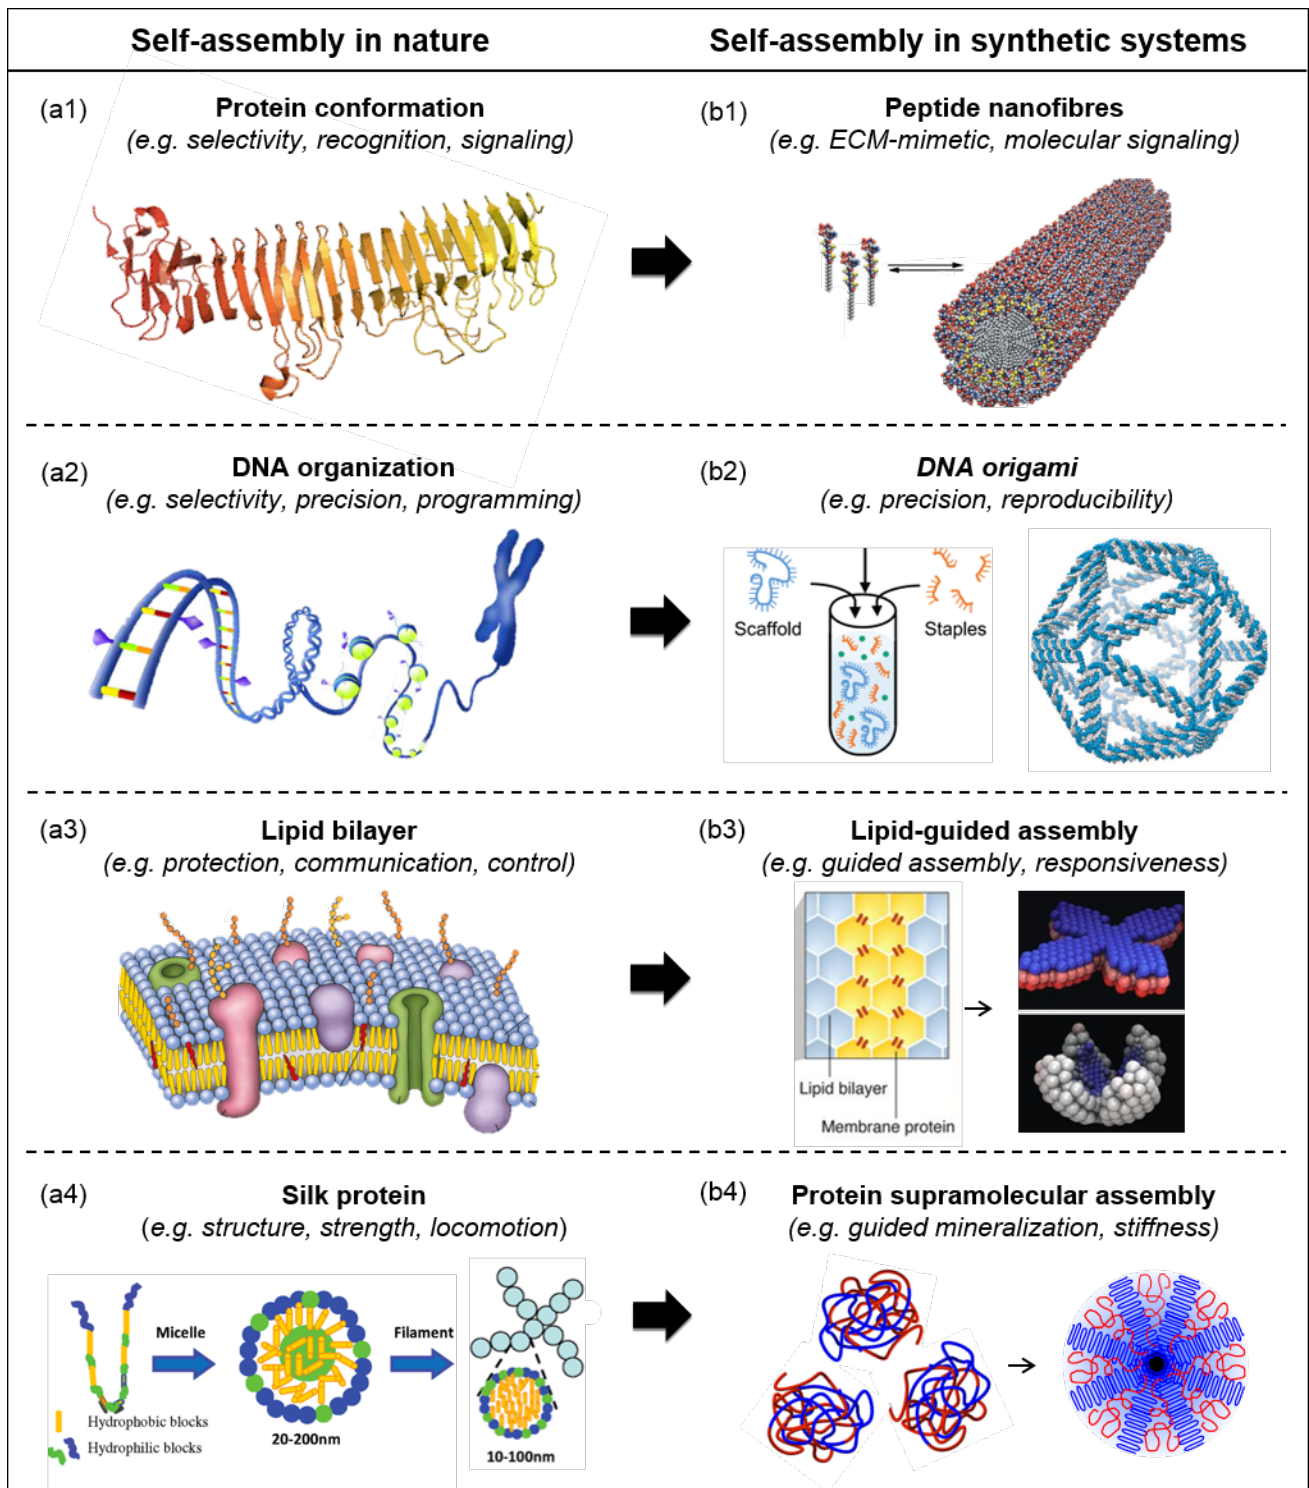 Self-assembly in nature
Self-assembly in synthetic systems
(a1)
Protein conformation
(e.g. selectivity, recognition, signaling)
(b1)
Peptide nanofibres
(e.g. ECM-mimetic, molecular signaling)
(a2)
DNA organization
(e.g. selectivity, precision, programming)
(b2)
DNA origami
(e.g. precision, reproducibility)
Scaffold
Staples
(a3)
Lipid bilayer
(e.g. protection, communication, control)
(b3)
Lipid-guided assembly
(e.g. guided assembly, responsiveness)
Lipid bilayer
Membrane protein
(a4)
Silk protein
(e.g. structure, strength, locomotion)
Micelle
Filament
Hydrophobic blocks
Hydrophilic blocks
20-200nm
10-100nm
(b4)
Protein supramolecular assembly
(e.g. guided mineralization, stiffness)